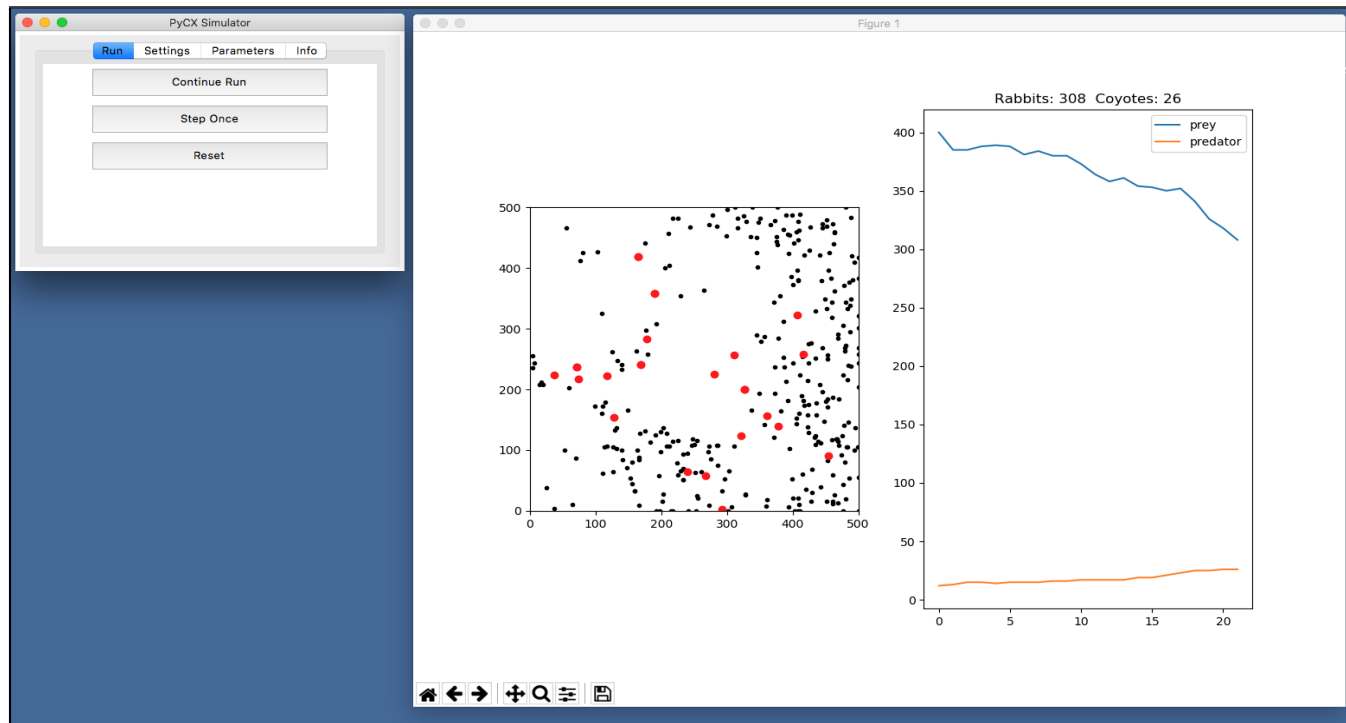 PyCX Simulator
Run Settings Parameters Info
Continue Run
Step Once
Reset
Figure 1
500
400
300
200
100
0
0 100 200 300 400 500
Rabbits: 308 Coyotes: 26
prey
predator
400
350
300
250
200
150
100
50
0
0 5 10 15 20